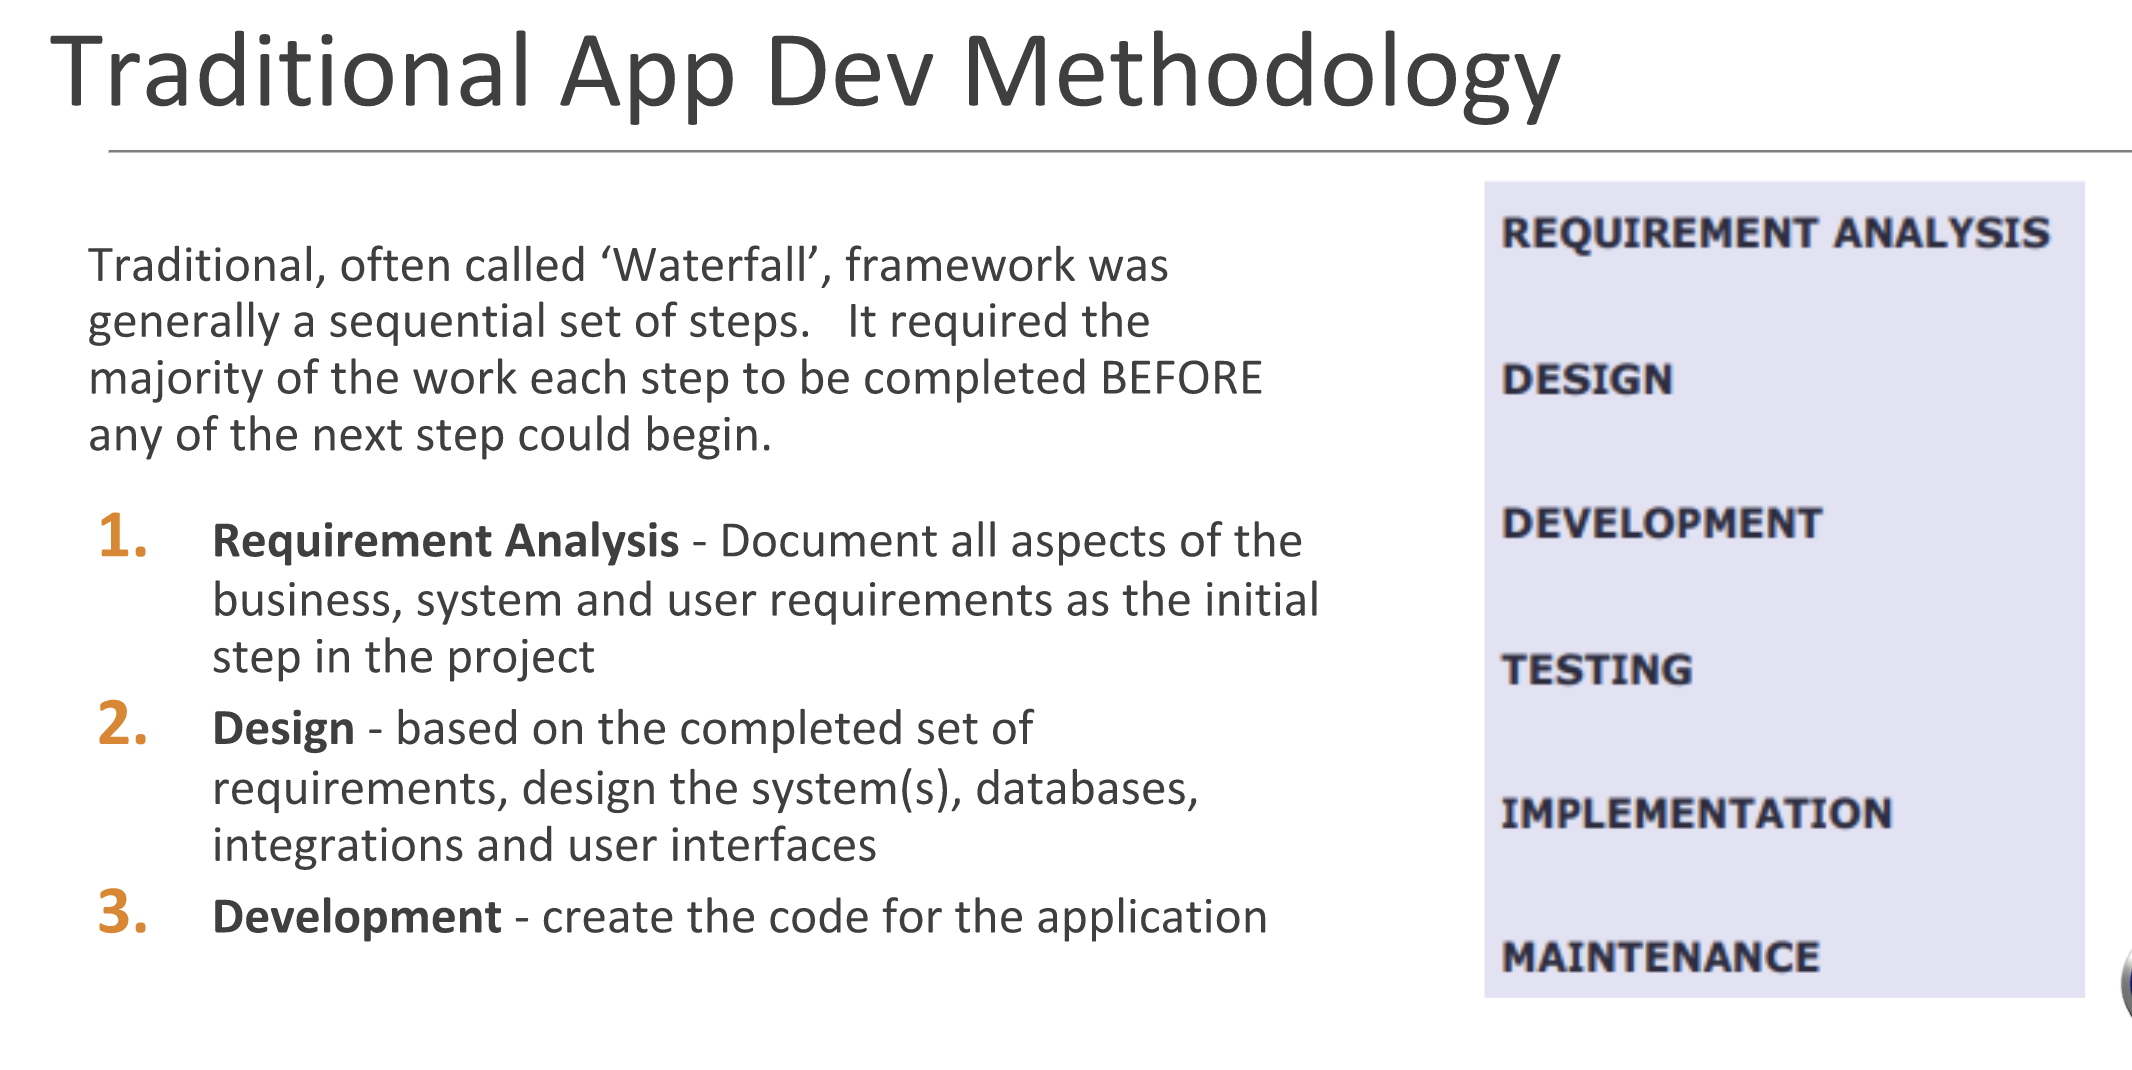 Traditional App Dev Methodology
Traditional, often called ‘Waterfall’, framework was
generally a sequential set of steps.   It required the
majority of the work each step to be completed BEFORE
any of the next step could begin.
1. Requirement Analysis - Document all aspects of the
business, system and user requirements as the initial
step in the project
2. Design - based on the completed set of
requirements, design the system(s), databases,
integrations and user interfaces
3. Development - create the code for the application
REQUIREMENT ANALYSIS
DESIGN
DEVELOPMENT
TESTING
IMPLEMENTATION
MAINTENANCE